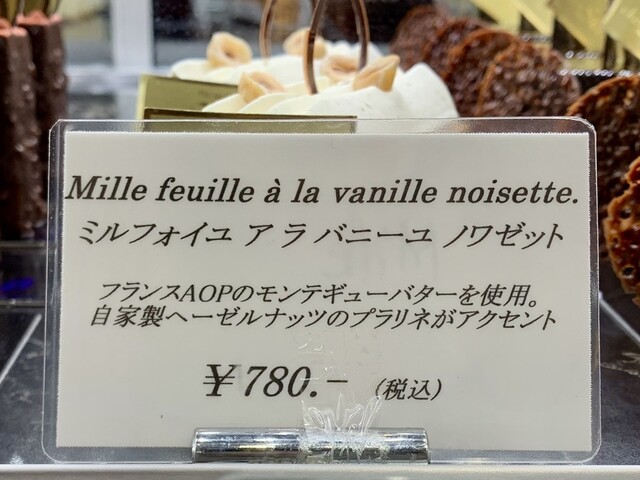 Mille feuille à la vanille noisette.
ミルフォイユ ア ラ バニーユ ノワゼット
フランスAOPのモンテギューバターを使用。
自家製ヘーゼルナッツのプラリネがアクセント
￥780.- (税込)